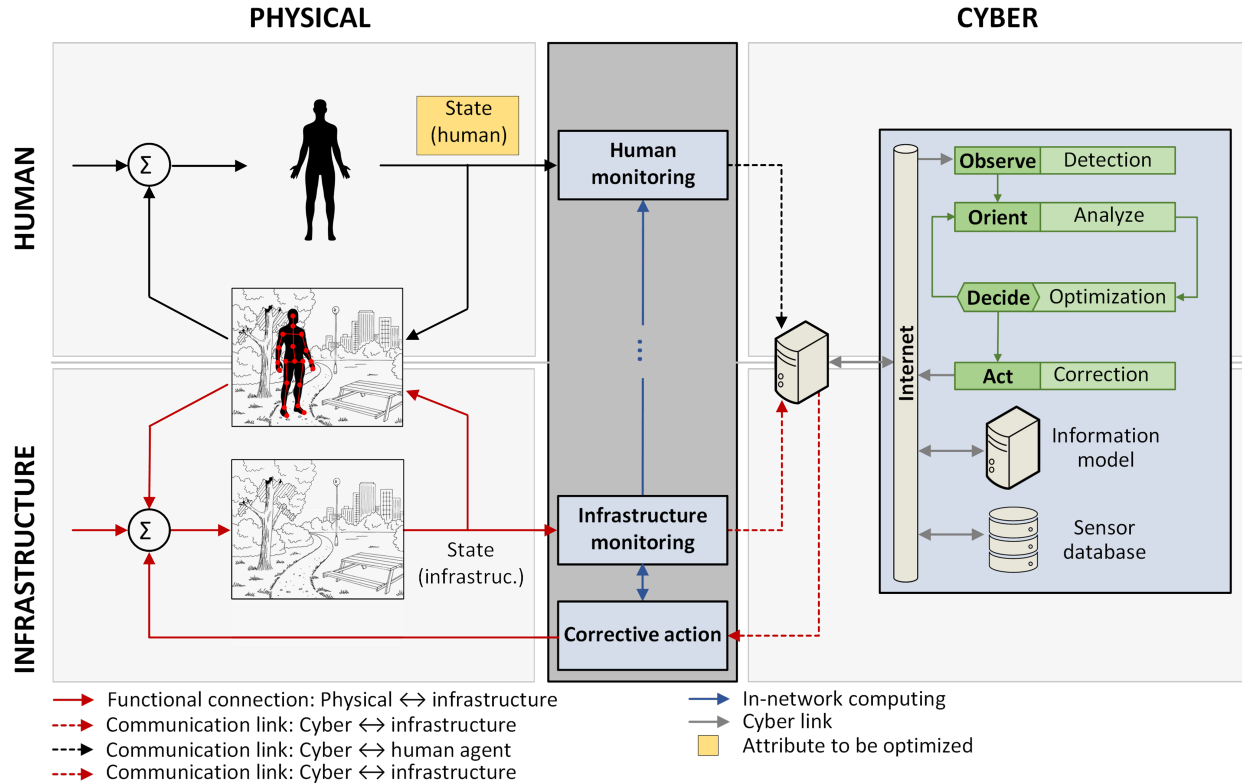 PHYSICAL
CYBER
HUMAN
INFRASTRUCTURE
Σ
State
(human)
Human
monitoring
Observe Detection
Orient Analyze
Decide Optimization
Act Correction
Internet
Information
model
Sensor
database
...
Σ
State
(infrastruc.)
Infrastructure
monitoring
Corrective action
Functional connection: Physical ↔ infrastructure
Communication link: Cyber ↔ infrastructure
Communication link: Cyber ↔ human agent
Communication link: Cyber ↔ infrastructure
In-network computing
Cyber link
Attribute to be optimized